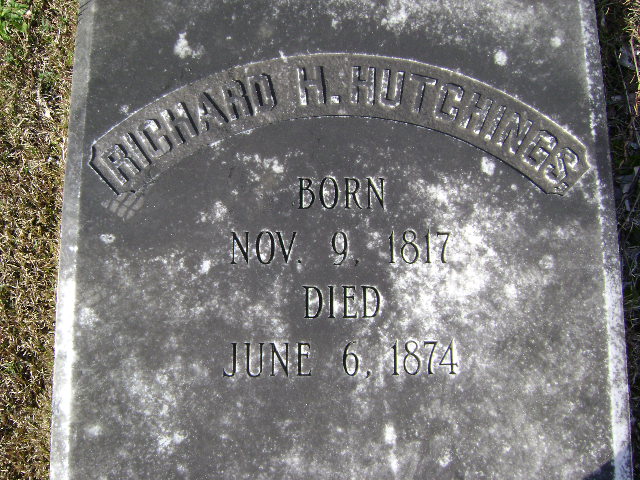 RICHARD H. HUTCHINGS,
BORN
NOV. 9, 1817
DIED
JUNE 6, 1874